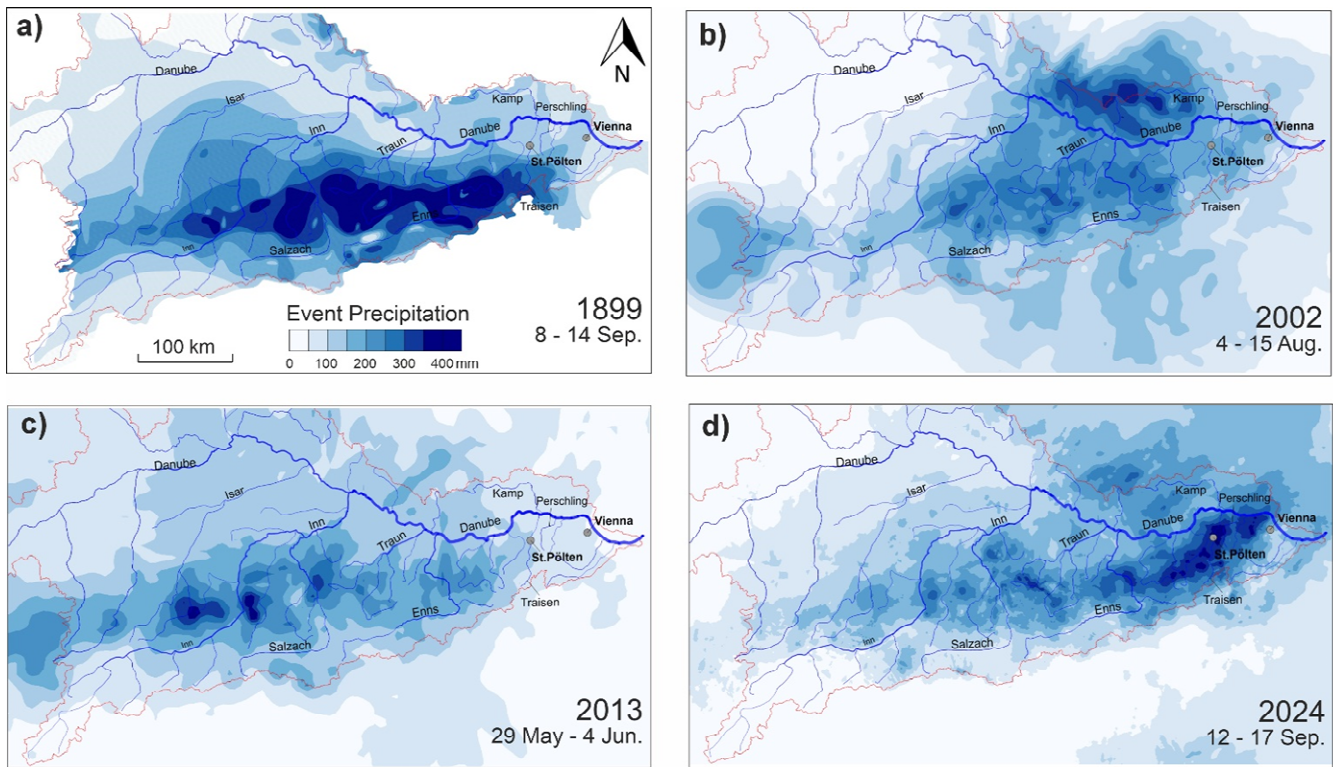 a)
N
Danube
Isar
Inn
Kamp
Perschling
Traun
Danube
Vienna
St.Pölten
Traisen
Enns
Inn
Salzach
Event Precipitation
0 100 200 300 400 mm
100 km
1899
8 - 14 Sep.
b)
Danube
Isar
Kamp
Perschling
Inn
Danube
Vienna
Traun
St.Pölten
Traisen
Enns
Inn
Salzach
2002
4 - 15 Aug.
c)
Danube
Isar
Kamp
Perschling
Inn
Danube
Vienna
Traun
St.Pölten
Traisen
Enns
Inn
Salzach
2013
29 May - 4 Jun.
d)
Danube
Isar
Kamp
Perschling
Inn
Danube
Vienna
Traun
St.Pölten
Traisen
Enns
Inn
Salzach
2024
12 - 17 Sep.